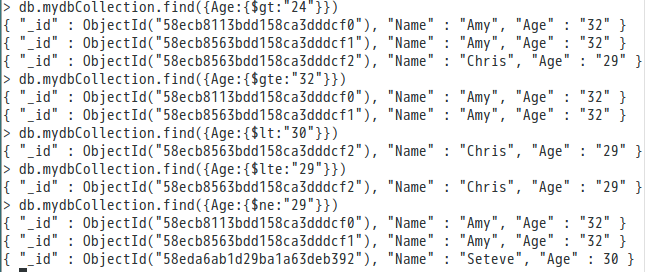 > db.mydbCollection.find({Age:{$gt:"24"}})
{ "_id" : ObjectId("58ecb8113bdd158ca3dddcf0"), "Name" : "Amy", "Age" : "32" }
{ "_id" : ObjectId("58ecb8563bdd158ca3dddcf1"), "Name" : "Amy", "Age" : "32" }
{ "_id" : ObjectId("58ecb8563bdd158ca3dddcf2"), "Name" : "Chris", "Age" : "29" }
> db.mydbCollection.find({Age:{$gte:"32"}})
{ "_id" : ObjectId("58ecb8113bdd158ca3dddcf0"), "Name" : "Amy", "Age" : "32" }
{ "_id" : ObjectId("58ecb8563bdd158ca3dddcf1"), "Name" : "Amy", "Age" : "32" }
> db.mydbCollection.find({Age:{$lt:"30"}})
{ "_id" : ObjectId("58ecb8563bdd158ca3dddcf2"), "Name" : "Chris", "Age" : "29" }
> db.mydbCollection.find({Age:{$lte:"29"}})
{ "_id" : ObjectId("58ecb8563bdd158ca3dddcf2"), "Name" : "Chris", "Age" : "29" }
> db.mydbCollection.find({Age:{$ne:"29"}})
{ "_id" : ObjectId("58ecb8113bdd158ca3dddcf0"), "Name" : "Amy", "Age" : "32" }
{ "_id" : ObjectId("58ecb8563bdd158ca3dddcf1"), "Name" : "Amy", "Age" : "32" }
{ "_id" : ObjectId("58eda6ab1d29ba1a63deb392"), "Name" : "Seteve", "Age" : 30 }